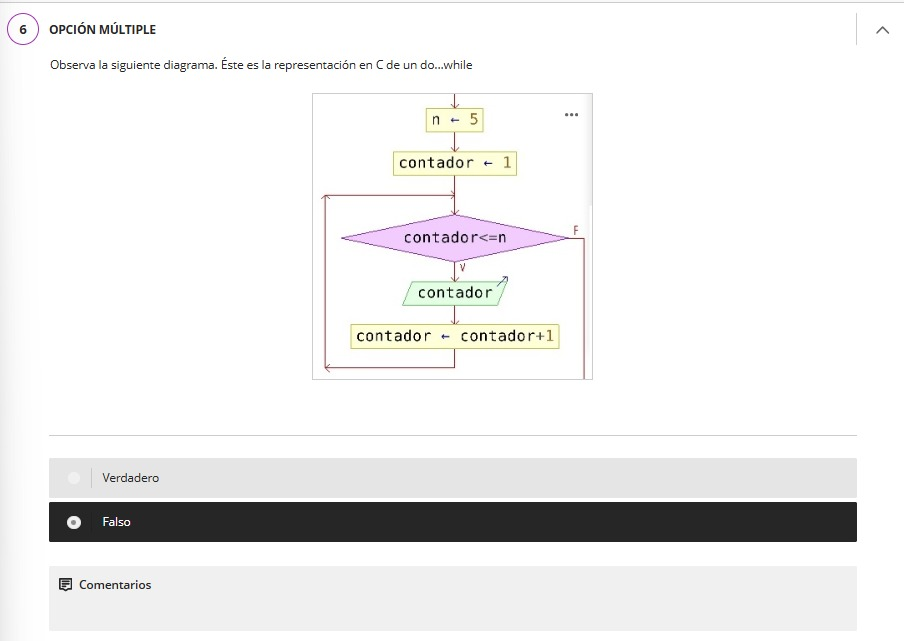 6
OPCIÓN MÚLTIPLE
Observa la siguiente diagrama. Éste es la representación en C de un do...while
n ← 5
contador ← 1
contador<=n
F
V
contador
contador ← contador+1
Verdadero
Falso
Comentarios